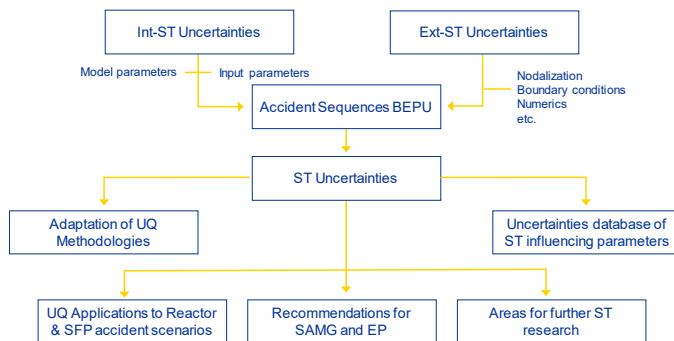 Int-ST Uncertainties
Ext-ST Uncertainties
Model parameters
Input parameters
Nodalization
Boundary conditions
Numerics
etc.
Accident Sequences BEPU
ST Uncertainties
Adaptation of UQ
Methodologies
Uncertainties database of
ST influencing parameters
UQ Applications to Reactor
& SFP accident scenarios
Recommendations for
SAMG and EP
Areas for further ST
research